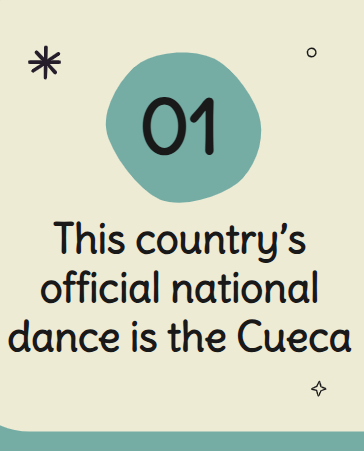 01
This country’s
official national
dance is the Cueca